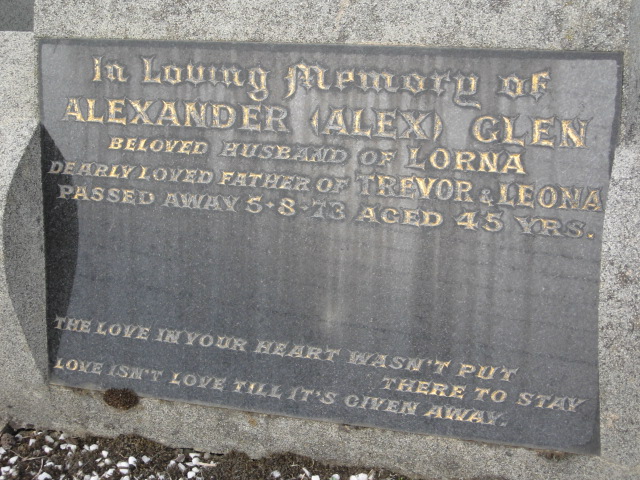 In Loving Memory of
ALEXANDER (ALEX) GLEN
BELOVED HUSBAND OF LORNA
DEARLY LOVED FATHER OF TREVOR & LEONA
PASSED AWAY 5-8-73 AGED 45 YRS.
THE LOVE IN YOUR HEART WASN'T PUT
THERE TO STAY
LOVE ISN'T LOVE TILL IT'S GIVEN AWAY.